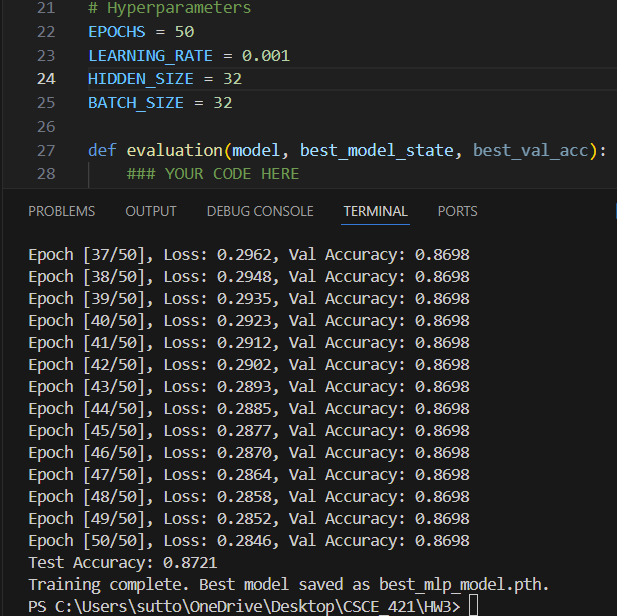 21 # Hyperparameters
22 EPOCHS = 50
23 LEARNING_RATE = 0.001
24 HIDDEN_SIZE = 32
25 BATCH_SIZE = 32
26
27 def evaluation(model, best_model_state, best_val_acc):
28 ### YOUR CODE HERE
PROBLEMS OUTPUT DEBUG CONSOLE TERMINAL PORTS
Epoch [37/50], Loss: 0.2962, Val Accuracy: 0.8698
Epoch [38/50], Loss: 0.2948, Val Accuracy: 0.8698
Epoch [39/50], Loss: 0.2935, Val Accuracy: 0.8698
Epoch [40/50], Loss: 0.2923, Val Accuracy: 0.8698
Epoch [41/50], Loss: 0.2912, Val Accuracy: 0.8698
Epoch [42/50], Loss: 0.2902, Val Accuracy: 0.8698
Epoch [43/50], Loss: 0.2893, Val Accuracy: 0.8698
Epoch [44/50], Loss: 0.2885, Val Accuracy: 0.8698
Epoch [45/50], Loss: 0.2877, Val Accuracy: 0.8698
Epoch [46/50], Loss: 0.2870, Val Accuracy: 0.8698
Epoch [47/50], Loss: 0.2864, Val Accuracy: 0.8698
Epoch [48/50], Loss: 0.2858, Val Accuracy: 0.8698
Epoch [49/50], Loss: 0.2852, Val Accuracy: 0.8698
Epoch [50/50], Loss: 0.2846, Val Accuracy: 0.8698
Test Accuracy: 0.8721
Training complete. Best model saved as best_mlp_model.pth.
PS C:\Users\sutto\OneDrive\Desktop\CSCE_421\HW3>